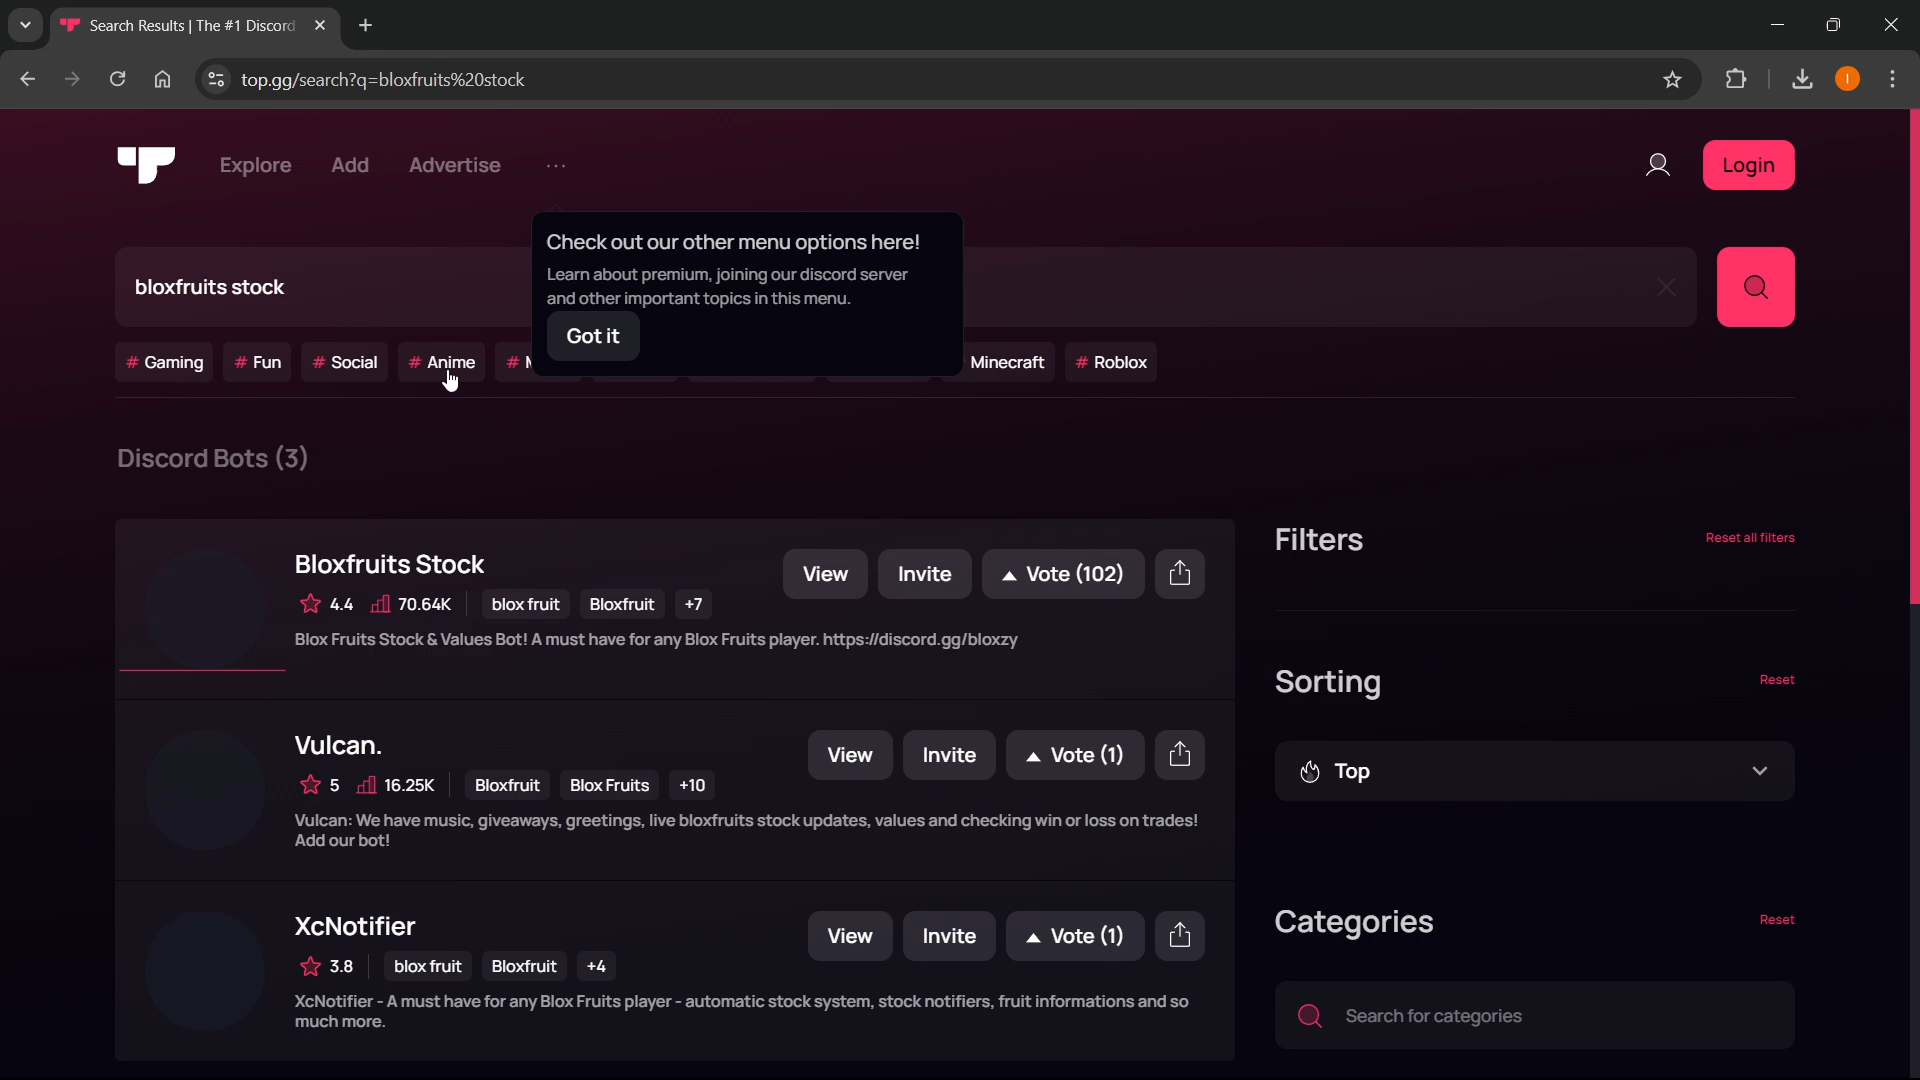 Search Results | The #1 Discord
top.gg/search?q=bloxfruits%20stock
I
Explore
Add
Advertise
...
Login
Check out our other menu options here!
Learn about premium, joining our discord server
and other important topics in this menu.
Got it
bloxfruits stock
# Gaming
# Fun
# Social
# Anime
#
Minecraft
# Roblox
Discord Bots (3)
Bloxfruits Stock
View
Invite
Vote (102)
4.4
70.64K
blox fruit
Bloxfruit
+7
Blox Fruits Stock & Values Bot! A must have for any Blox Fruits player. https://discord.gg/bloxzy
Vulcan.
View
Invite
Vote (1)
5
16.25K
Bloxfruit
Blox Fruits
+10
Vulcan: We have music, giveaways, greetings, live bloxfruits stock updates, values and checking win or loss on trades!
Add our bot!
XcNotifier
View
Invite
Vote (1)
3.8
blox fruit
Bloxfruit
+4
XcNotifier - A must have for any Blox Fruits player - automatic stock system, stock notifiers, fruit informations and so
much more.
Filters
Reset all filters
Sorting
Reset
Top
Categories
Reset
Search for categories